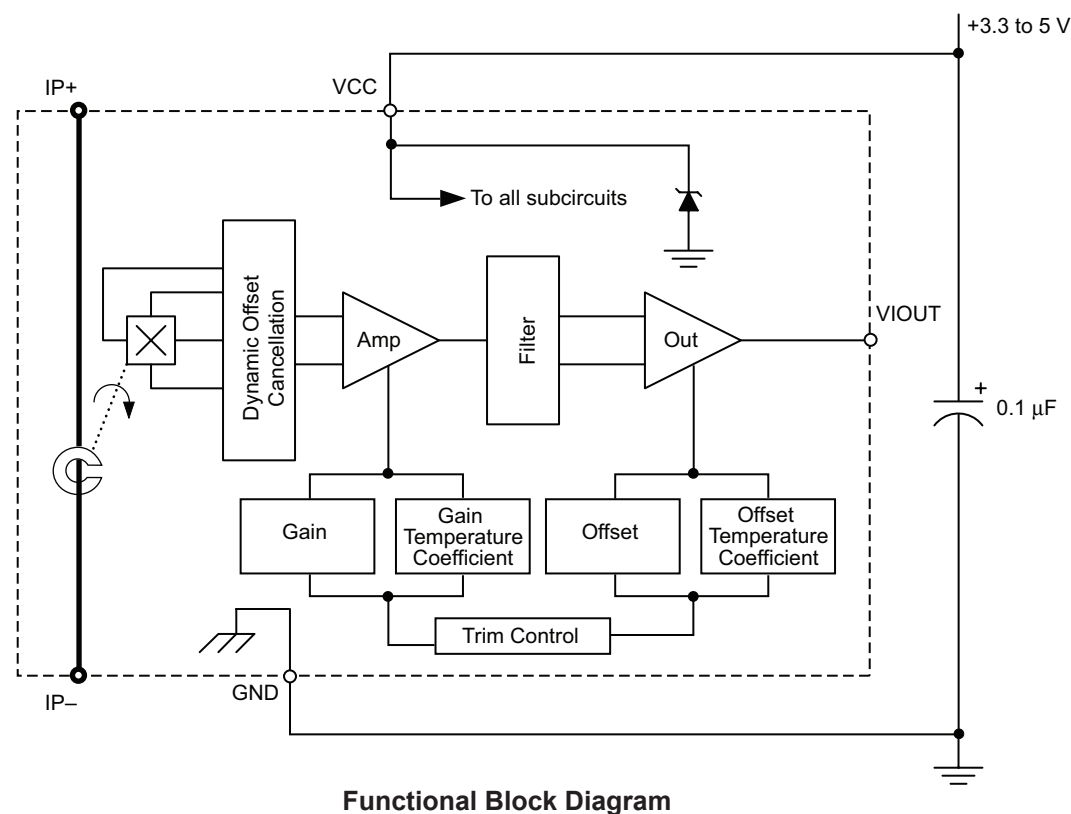 +3.3 to 5 V
IP+
VCC
To all subcircuits
Dynamic Offset
Cancellation
Amp
Filter
Out
VIOUT
+
0.1 μF
Gain
Gain
Temperature
Coefficient
Offset
Offset
Temperature
Coefficient
Trim Control
GND
IP–
Functional Block Diagram